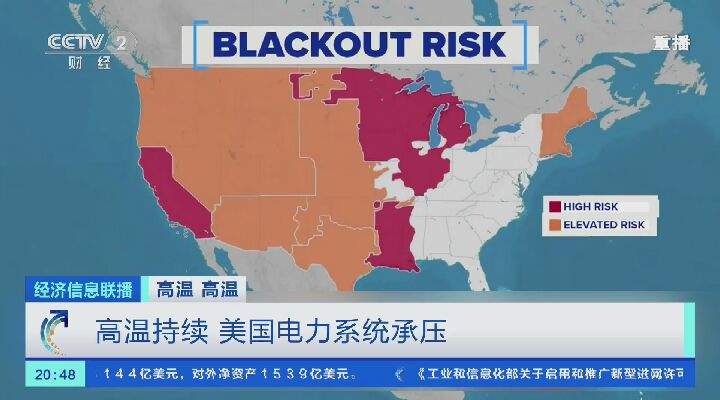 CCTV 2
财经
BLACKOUT RISK
重播
HIGH RISK
ELEVATED RISK
经济信息联播
高温 高温
高温持续 美国电力系统承压
20:48
144亿美元，对外净资产1539亿美元。
《工业和信息化部关于启用和推广新型进网许可